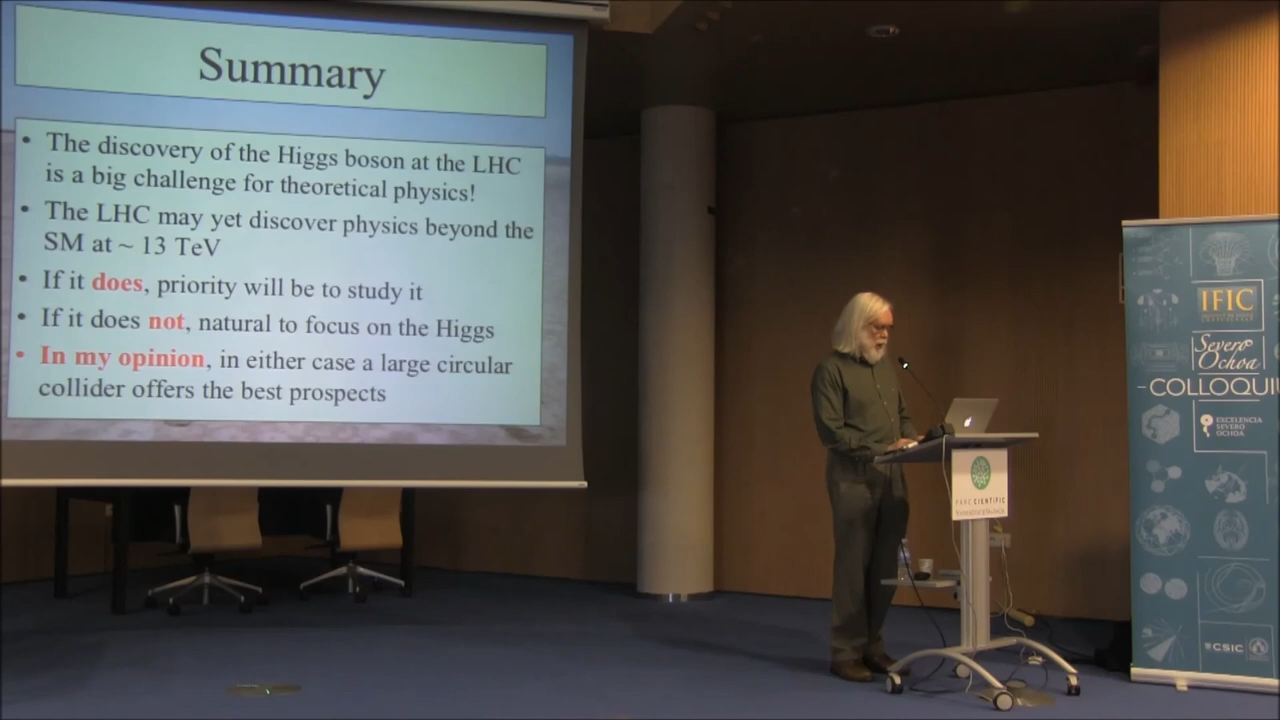 Summary
• The discovery of the Higgs boson at the LHC
is a big challenge for theoretical physics!
• The LHC may yet discover physics beyond the
SM at ~ 13 TeV
• If it does, priority will be to study it
• If it does not, natural to focus on the Higgs
• In my opinion, in either case a large circular
collider offers the best prospects
PARC CIENTÍFIC
IFIC
Severo
Ochoa
COLLOQUI
EXCELENCIA
SEVERO
OCHOA
CSIC